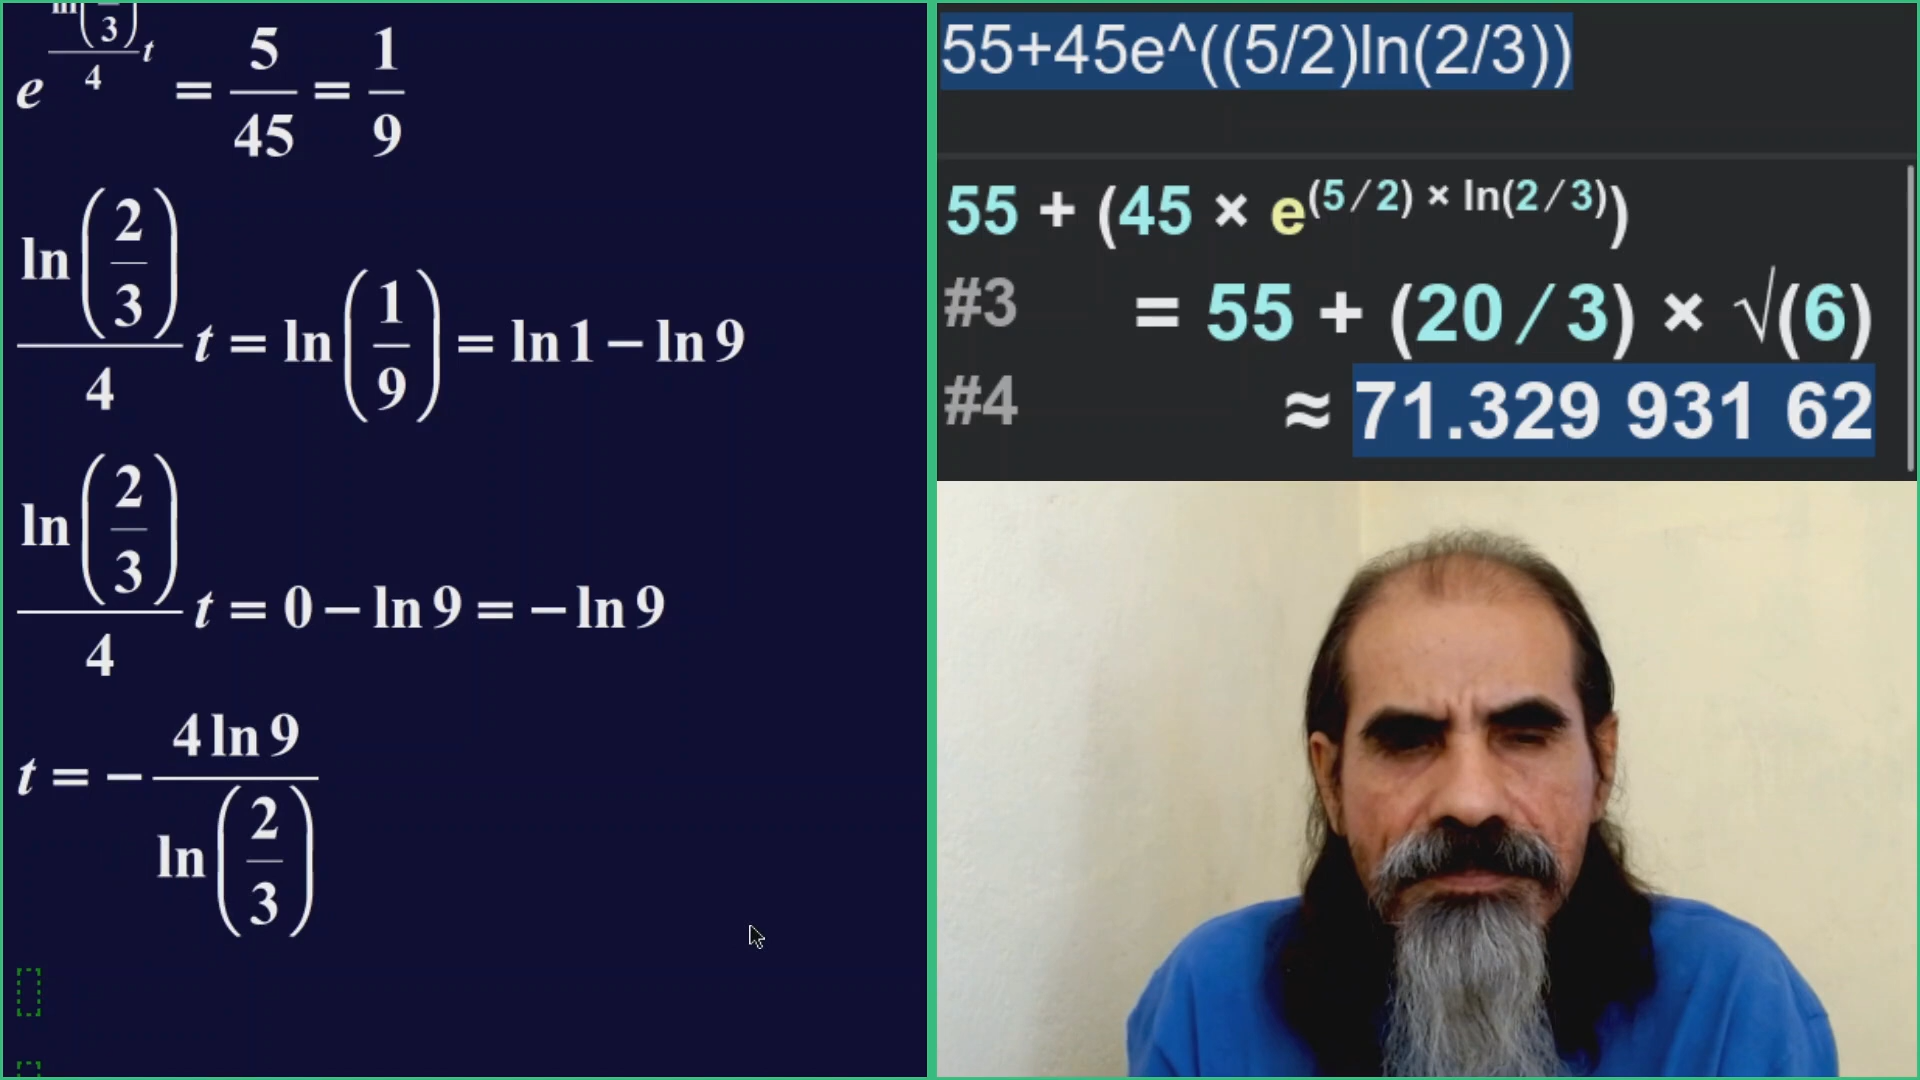 e^(ln(/3)/4 t) = 5/45 = 1/9
ln(2/3)/4 t = ln(1/9) = ln 1 − ln 9
ln(2/3)/4 t = 0 − ln 9 = − ln 9
t = − 4 ln 9 / ln(2/3)
55+45e^((5/2)ln(2/3))
55 + (45 × e^((5/2) × ln(2/3)))
#3 = 55 + (20/3) × √(6)
#4 ≈ 71.329 931 62